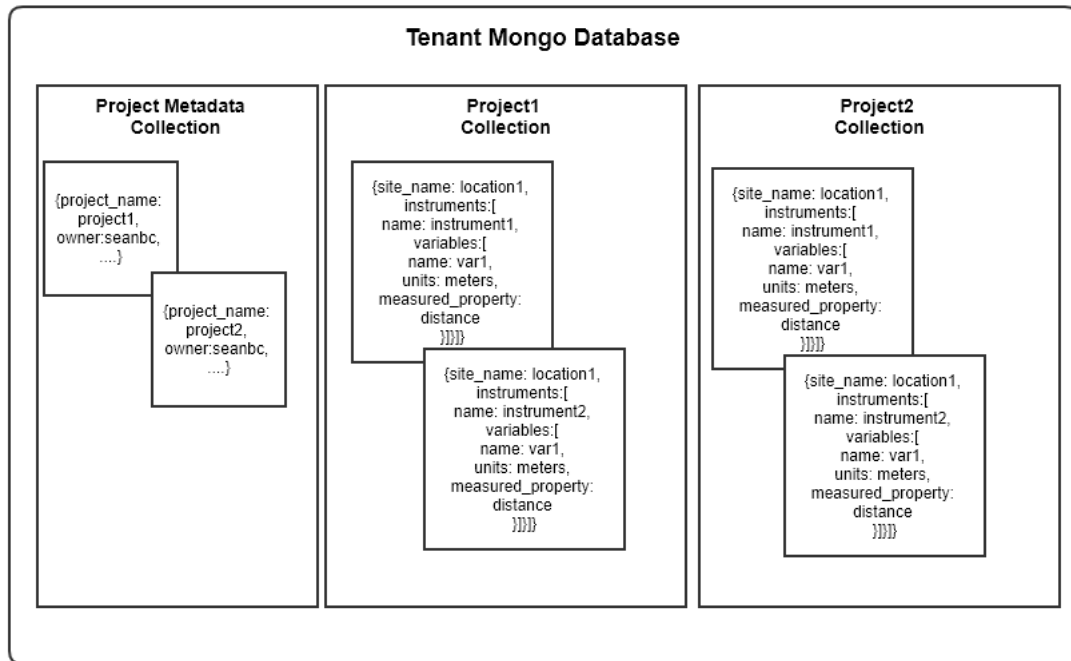 Tenant Mongo Database
Project Metadata
Collection
{project_name:
project1,
owner:seanbc,
....}
{project_name:
project2,
owner:seanbc,
....}
Project1
Collection
{site_name: location1,
instruments:[
name: instrument1,
variables:[
name: var1,
units: meters,
measured_property:
distance
}]}]}
{site_name: location1,
instruments:[
name: instrument2,
variables:[
name: var1,
units: meters,
measured_property:
distance
}]}]}
Project2
Collection
{site_name: location1,
instruments:[
name: instrument1,
variables:[
name: var1,
units: meters,
measured_property:
distance
}]}]}
{site_name: location1,
instruments:[
name: instrument2,
variables:[
name: var1,
units: meters,
measured_property:
distance
}]}]}